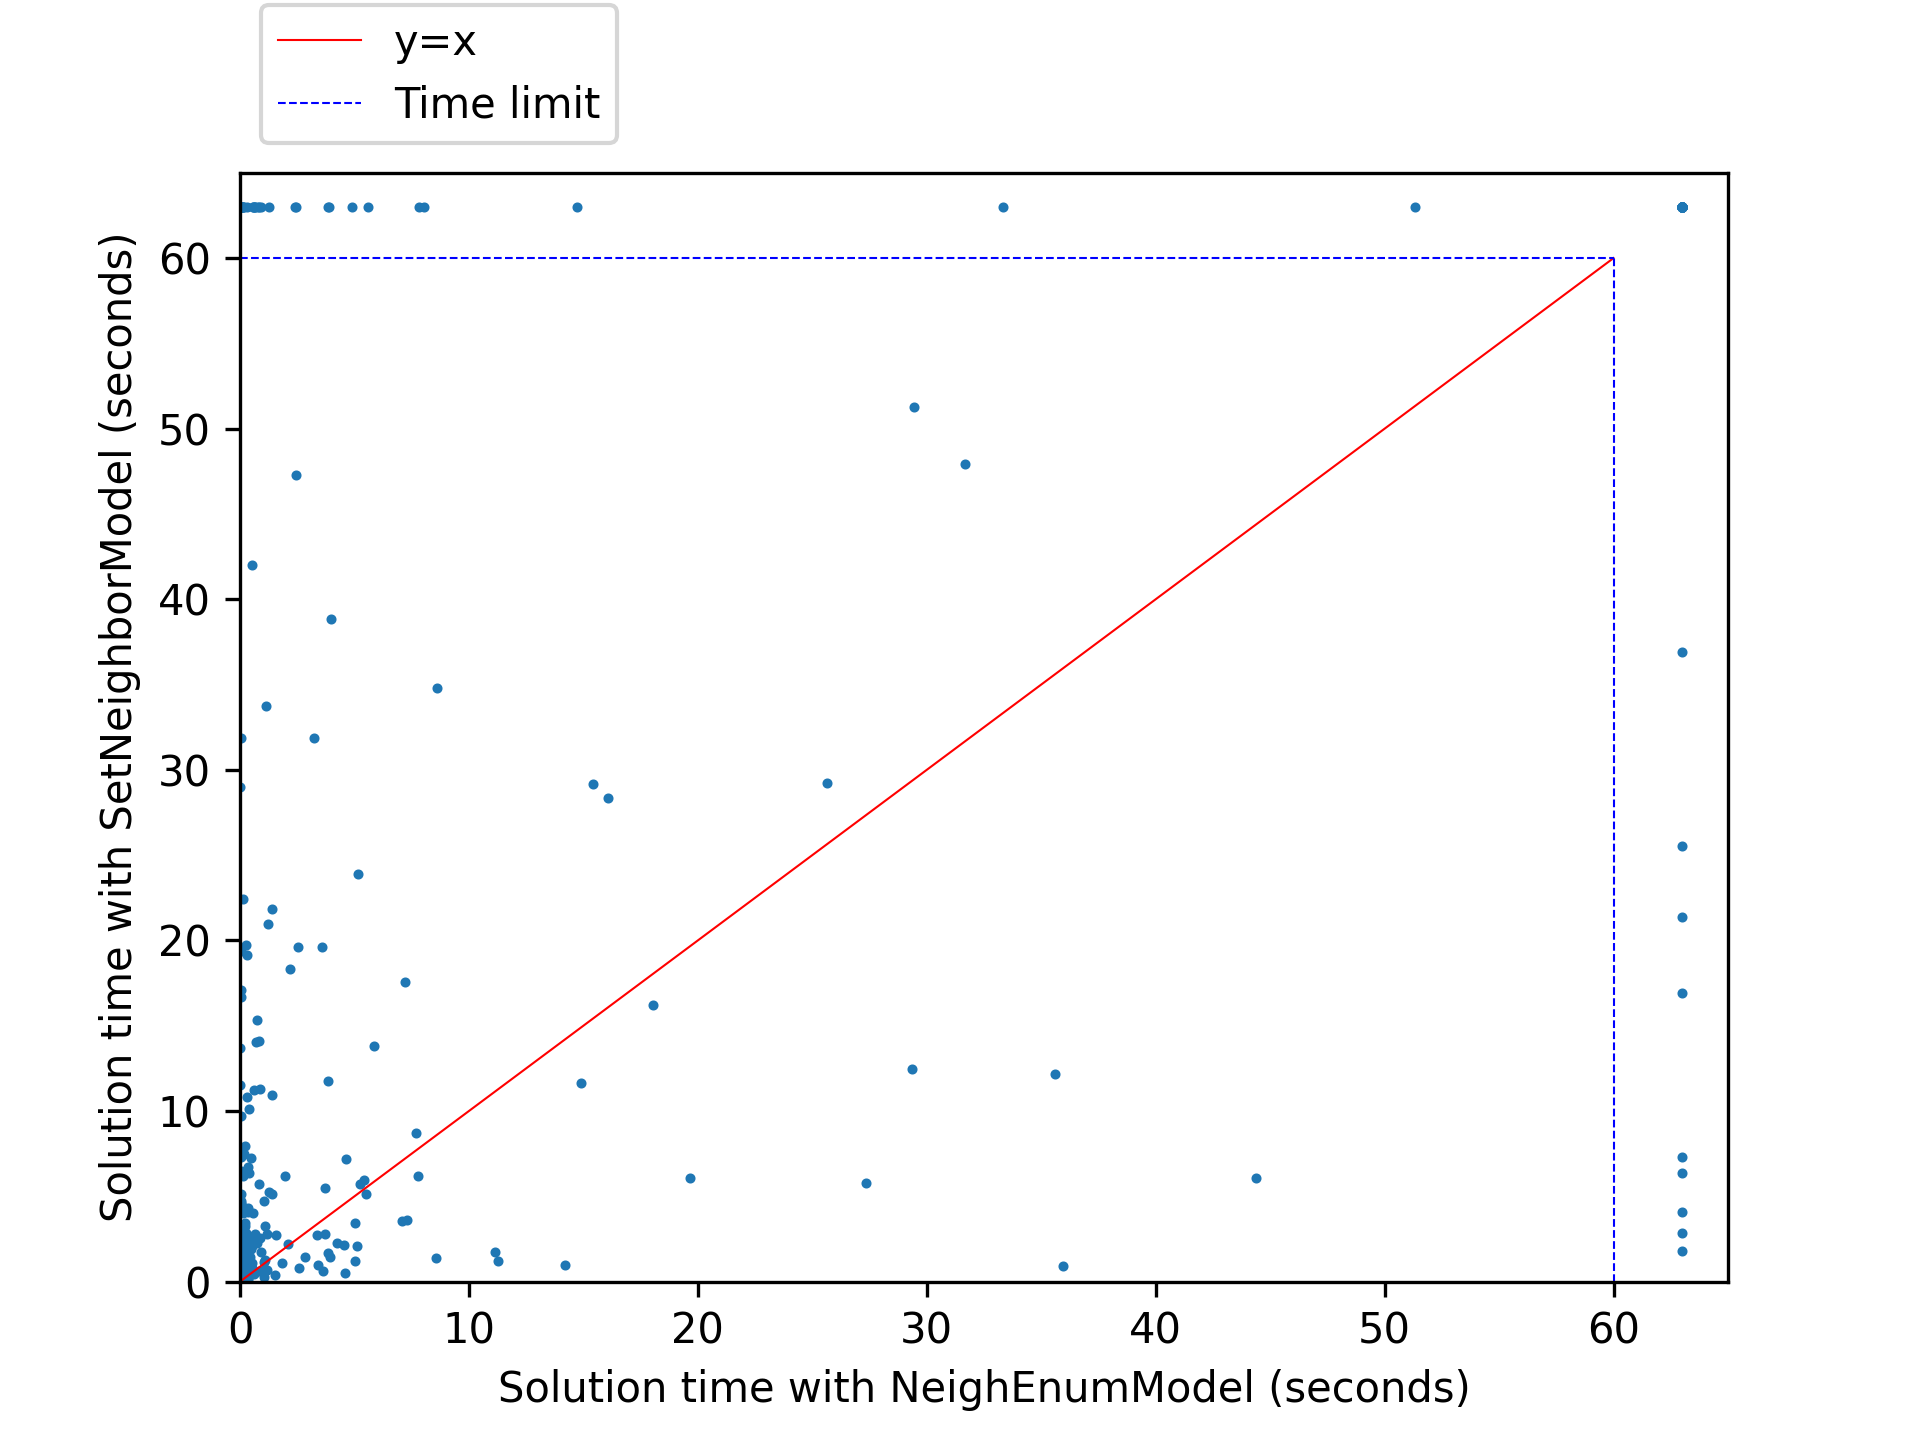 y=x
Time limit
Solution time with SetNeighborModel (seconds)
60
50
40
30
20
10
0
0 10 20 30 40 50 60
Solution time with NeighEnumModel (seconds)